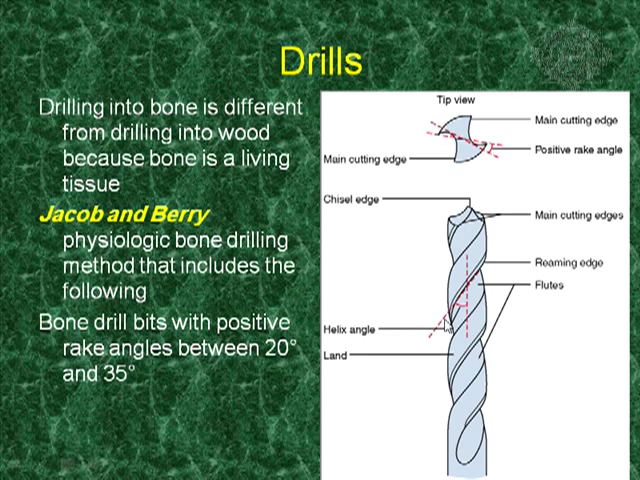 Drills
Drilling into bone is different
from drilling into wood
because bone is a living
tissue
Jacob and Berry
physiologic bone drilling
method that includes the
following
Bone drill bits with positive
rake angles between 20°
and 35°
Tip view
Main cutting edge
Positive rake angle
Main cutting edge
Chisel edge
Main cutting edges
Reaming edge
Flutes
Helix angle
Land